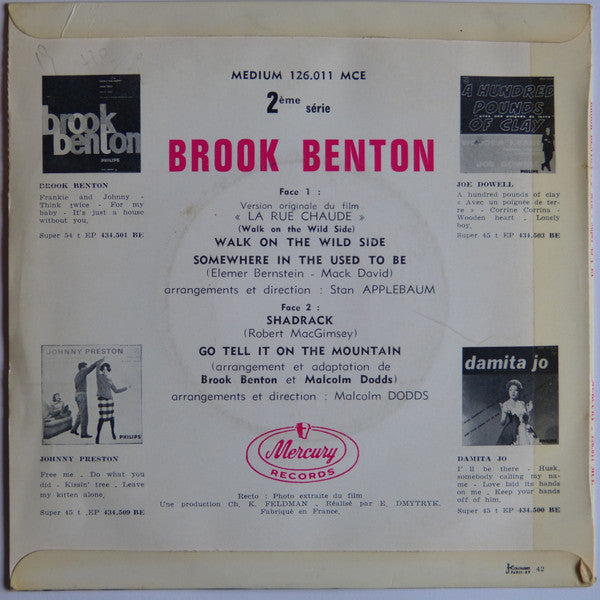 MEDIUM 126.011 MCE
2ème série
BROOK BENTON
Face 1 :
Version originale du film
« LA RUE CHAUDE »
(Walk on the Wild Side)
WALK ON THE WILD SIDE
SOMEWHERE IN THE USED TO BE
(Elemer Bernstein - Mack David)
arrangements et direction : Stan APPLEBAUM
Face 2 :
SHADRACK
(Robert MacGimsey)
GO TELL IT ON THE MOUNTAIN
(arrangement et adaptation de
Brook Benton et Malcolm Dodds)
arrangements et direction : Malcolm DODDS
Mercury
RECORDS
Recto : Photo extraite du film
Une production Ch. K. FELDMAN . Réalisé par E. DMYTRYK.
Fabriqué en France.
brook
benton
PHILIPS
BROOK BENTON
Frankie and Johnny -
Think twice - For my
baby - It's just a house
without you.
Super 54 t EP 434.501 BE
JOHNNY PRESTON
PHILIPS
JOHNNY PRESTON
Free me . Do what you
did - Kissin' tree . Leave
my kitten alone.
Super 45 t .EP 434.509 BE
A HUNDRED
POUNDS
OF CLAY
JOE DOWELL
A hundred pounds of clay
« Avec un poignée de ter-
re » - Corrine Corrina -
Wooden heart . Lonely
boy.
Super 45 t EP 434.503 BE
damita jo
PHILIPS
DAMITA JO
I' ll be there - Husk,
somebody calling my na-
me - Love laid its hands
on me . Keep your hands
off of him.
Super 45 t EP 434.500 BE
42